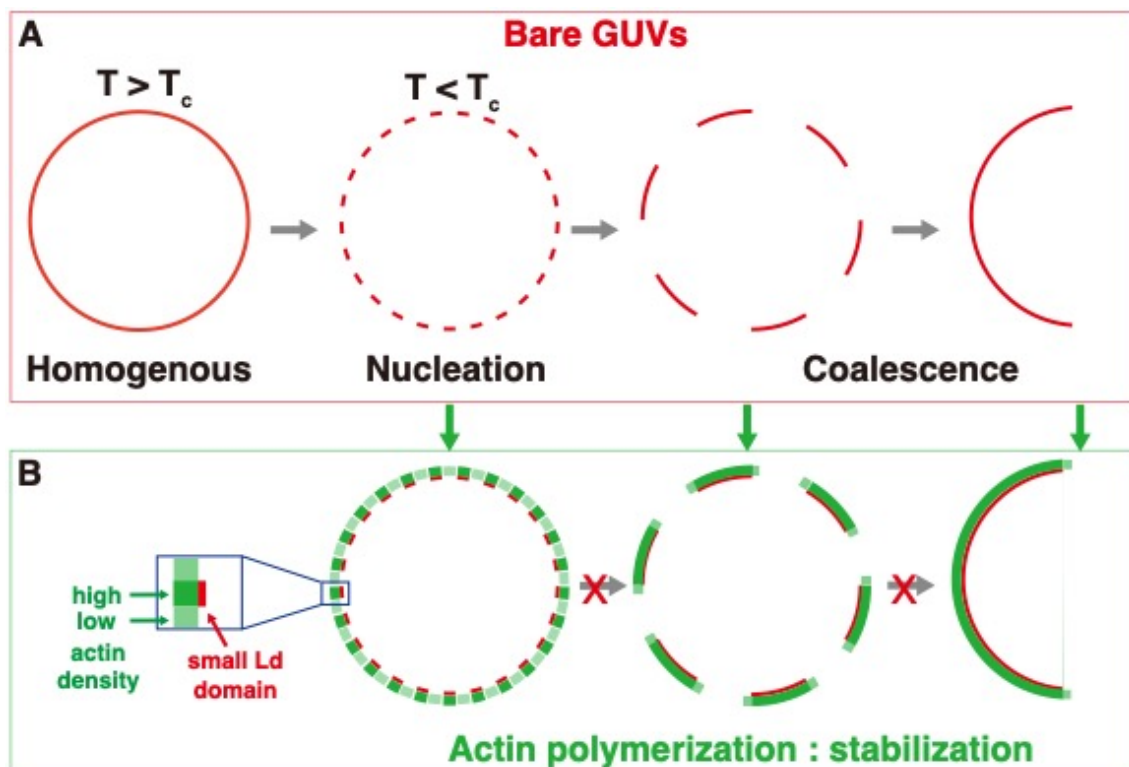 A
Bare GUVs
T > Tc
T < Tc
Homogenous
Nucleation
Coalescence
B
high
low
actin
density
small Ld
domain
X
X
Actin polymerization : stabilization